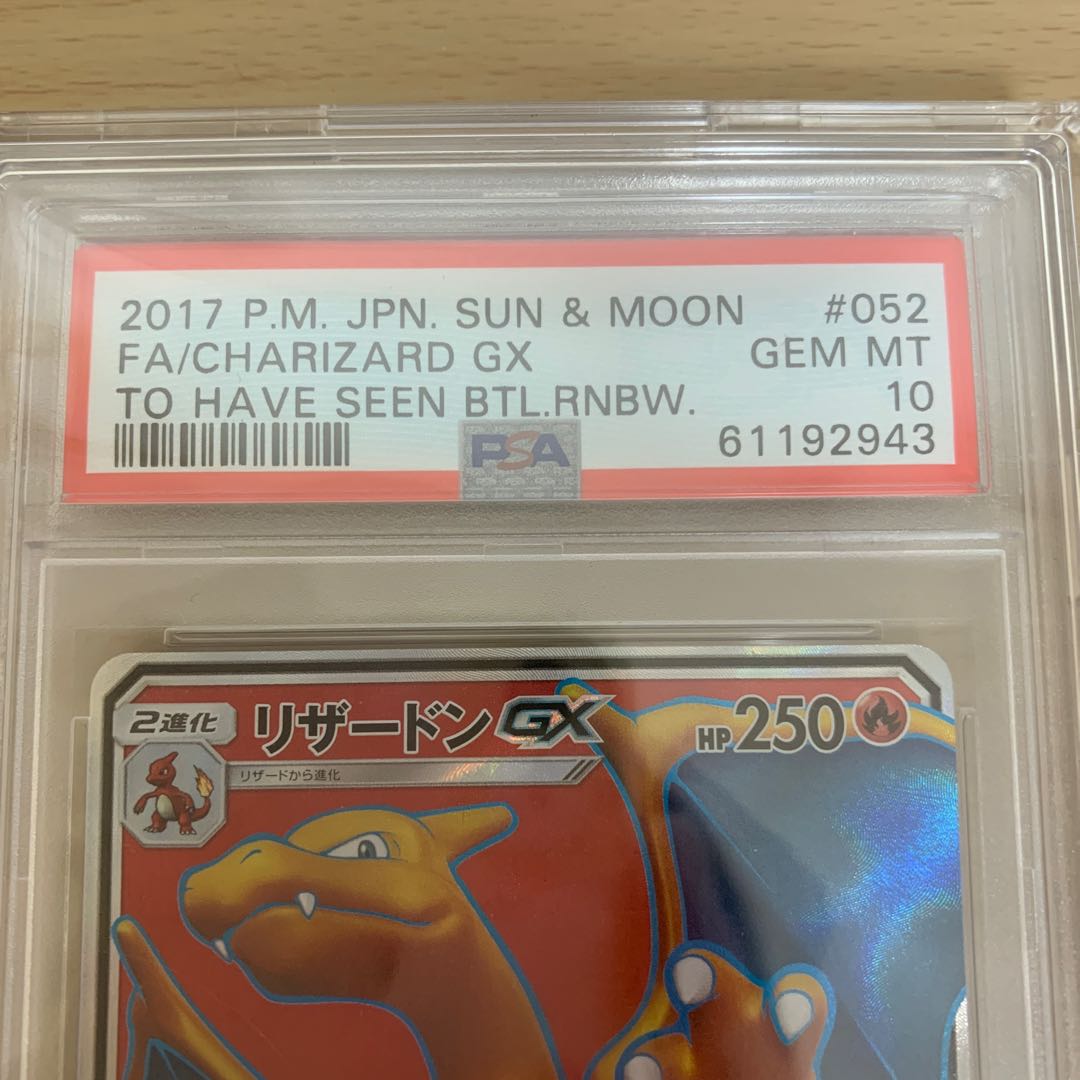 2017 P.M. JPN. SUN & MOON #052
FA/CHARIZARD GX GEM MT
TO HAVE SEEN BTL.RNBW. 10
PSA 61192943
2進化 リザードンGX HP250
リザードから進化